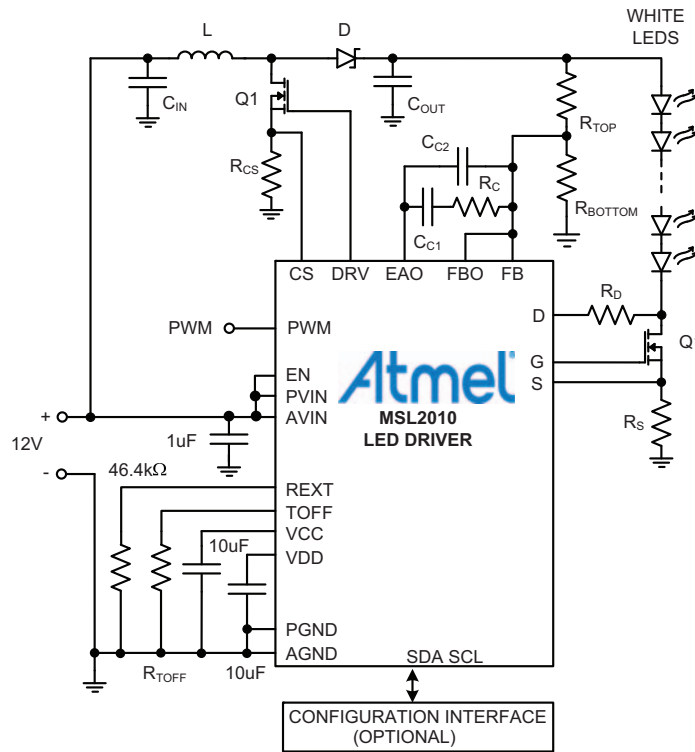 WHITE
LEDS
L
D
CIN
Q1
COUT
RTOP
CC2
RCS
RC
RBOTTOM
CC1
CS DRV EAO FBO FB
RD
D
PWM PWM
Q
G
EN
Atmel
PVIN
S
MSL2010
+
AVIN
LED DRIVER
RS
12V
1uF
-
46.4kΩ
REXT
TOFF
VCC
10uF
VDD
PGND
AGND
SDA SCL
RTOFF
10uF
CONFIGURATION INTERFACE
(OPTIONAL)